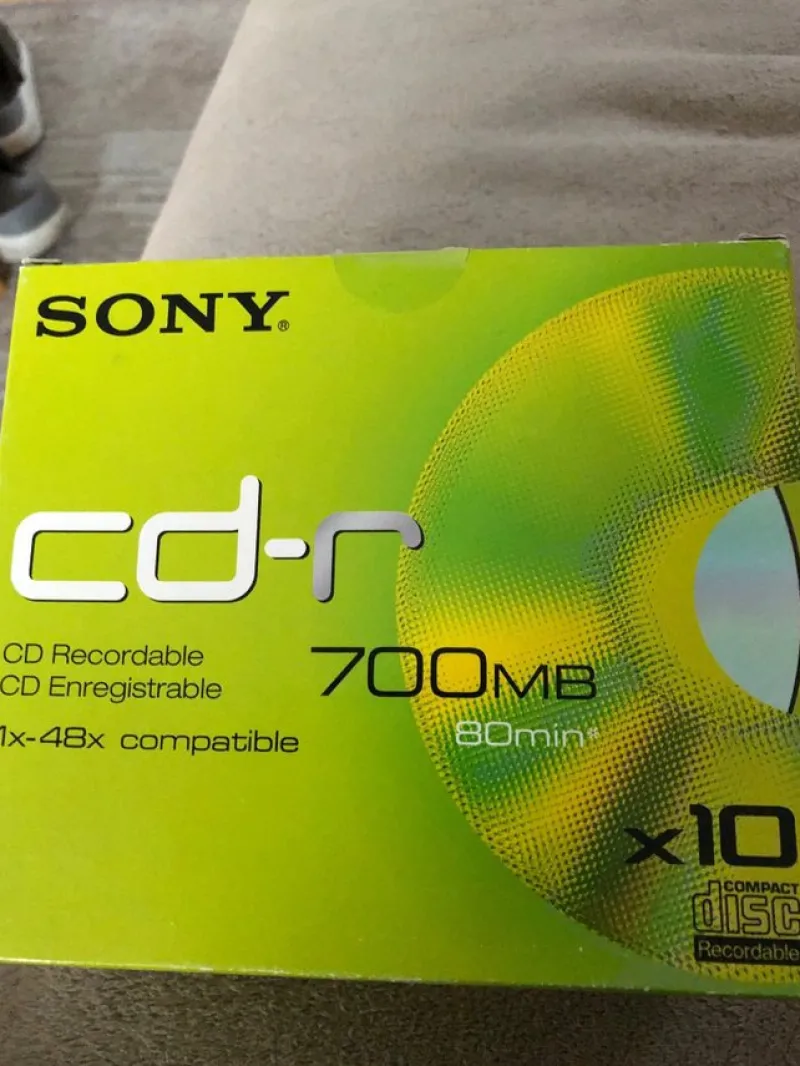 SONY®
cd-r
CD Recordable
CD Enregistrable
700MB
1x-48x compatible
80min*
x10
COMPACT
disc
Recordable